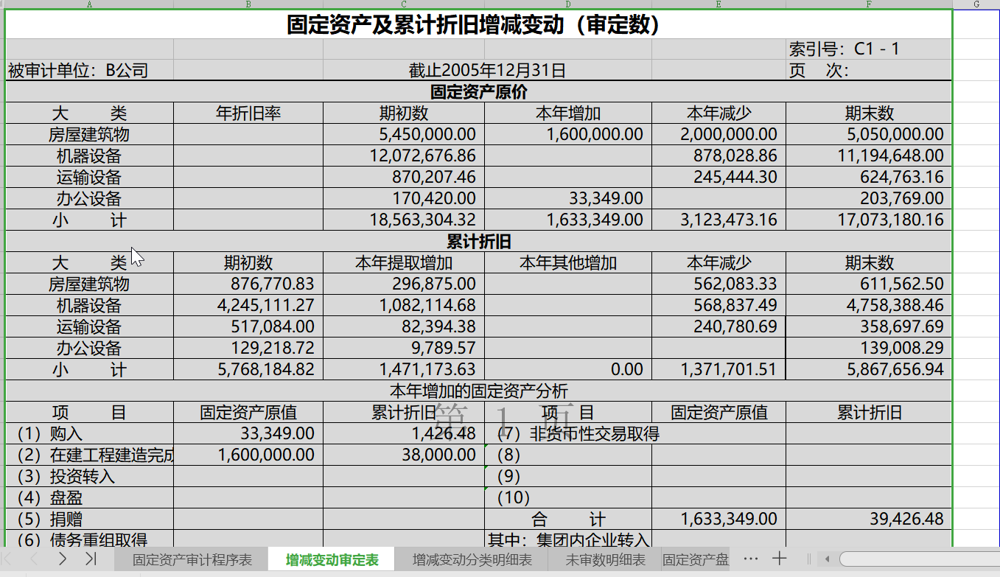 A B C D E F G
固定资产及累计折旧增减变动（审定数）
索引号：C1 - 1
被审计单位：B公司 截止2005年12月31日 页 次：
固定资产原价
大 类 年折旧率 期初数 本年增加 本年减少 期末数
房屋建筑物 5,450,000.00 1,600,000.00 2,000,000.00 5,050,000.00
机器设备 12,072,676.86 878,028.86 11,194,648.00
运输设备 870,207.46 245,444.30 624,763.16
办公设备 170,420.00 33,349.00 203,769.00
小 计 18,563,304.32 1,633,349.00 3,123,473.16 17,073,180.16
累计折旧
大 类 期初数 本年提取增加 本年其他增加 本年减少 期末数
房屋建筑物 876,770.83 296,875.00 562,083.33 611,562.50
机器设备 4,245,111.27 1,082,114.68 568,837.49 4,758,388.46
运输设备 517,084.00 82,394.38 240,780.69 358,697.69
办公设备 129,218.72 9,789.57 139,008.29
小 计 5,768,184.82 1,471,173.63 0.00 1,371,701.51 5,867,656.94
本年增加的固定资产分析
项 目 固定资产原值 累计折旧 项 目 固定资产原值 累计折旧
第 1 页
（1）购入 33,349.00 1,426.48 （7）非货币性交易取得
（2）在建工程建造完成 1,600,000.00 38,000.00 （8）
（3）投资转入 （9）
（4）盘盈 （10）
（5）捐赠 合 计 1,633,349.00 39,426.48
（6）债务重组取得 其中：集团内企业转入
固定资产审计程序表 增减变动审定表 增减变动分类明细表 未审数明细表 固定资产盘 ···